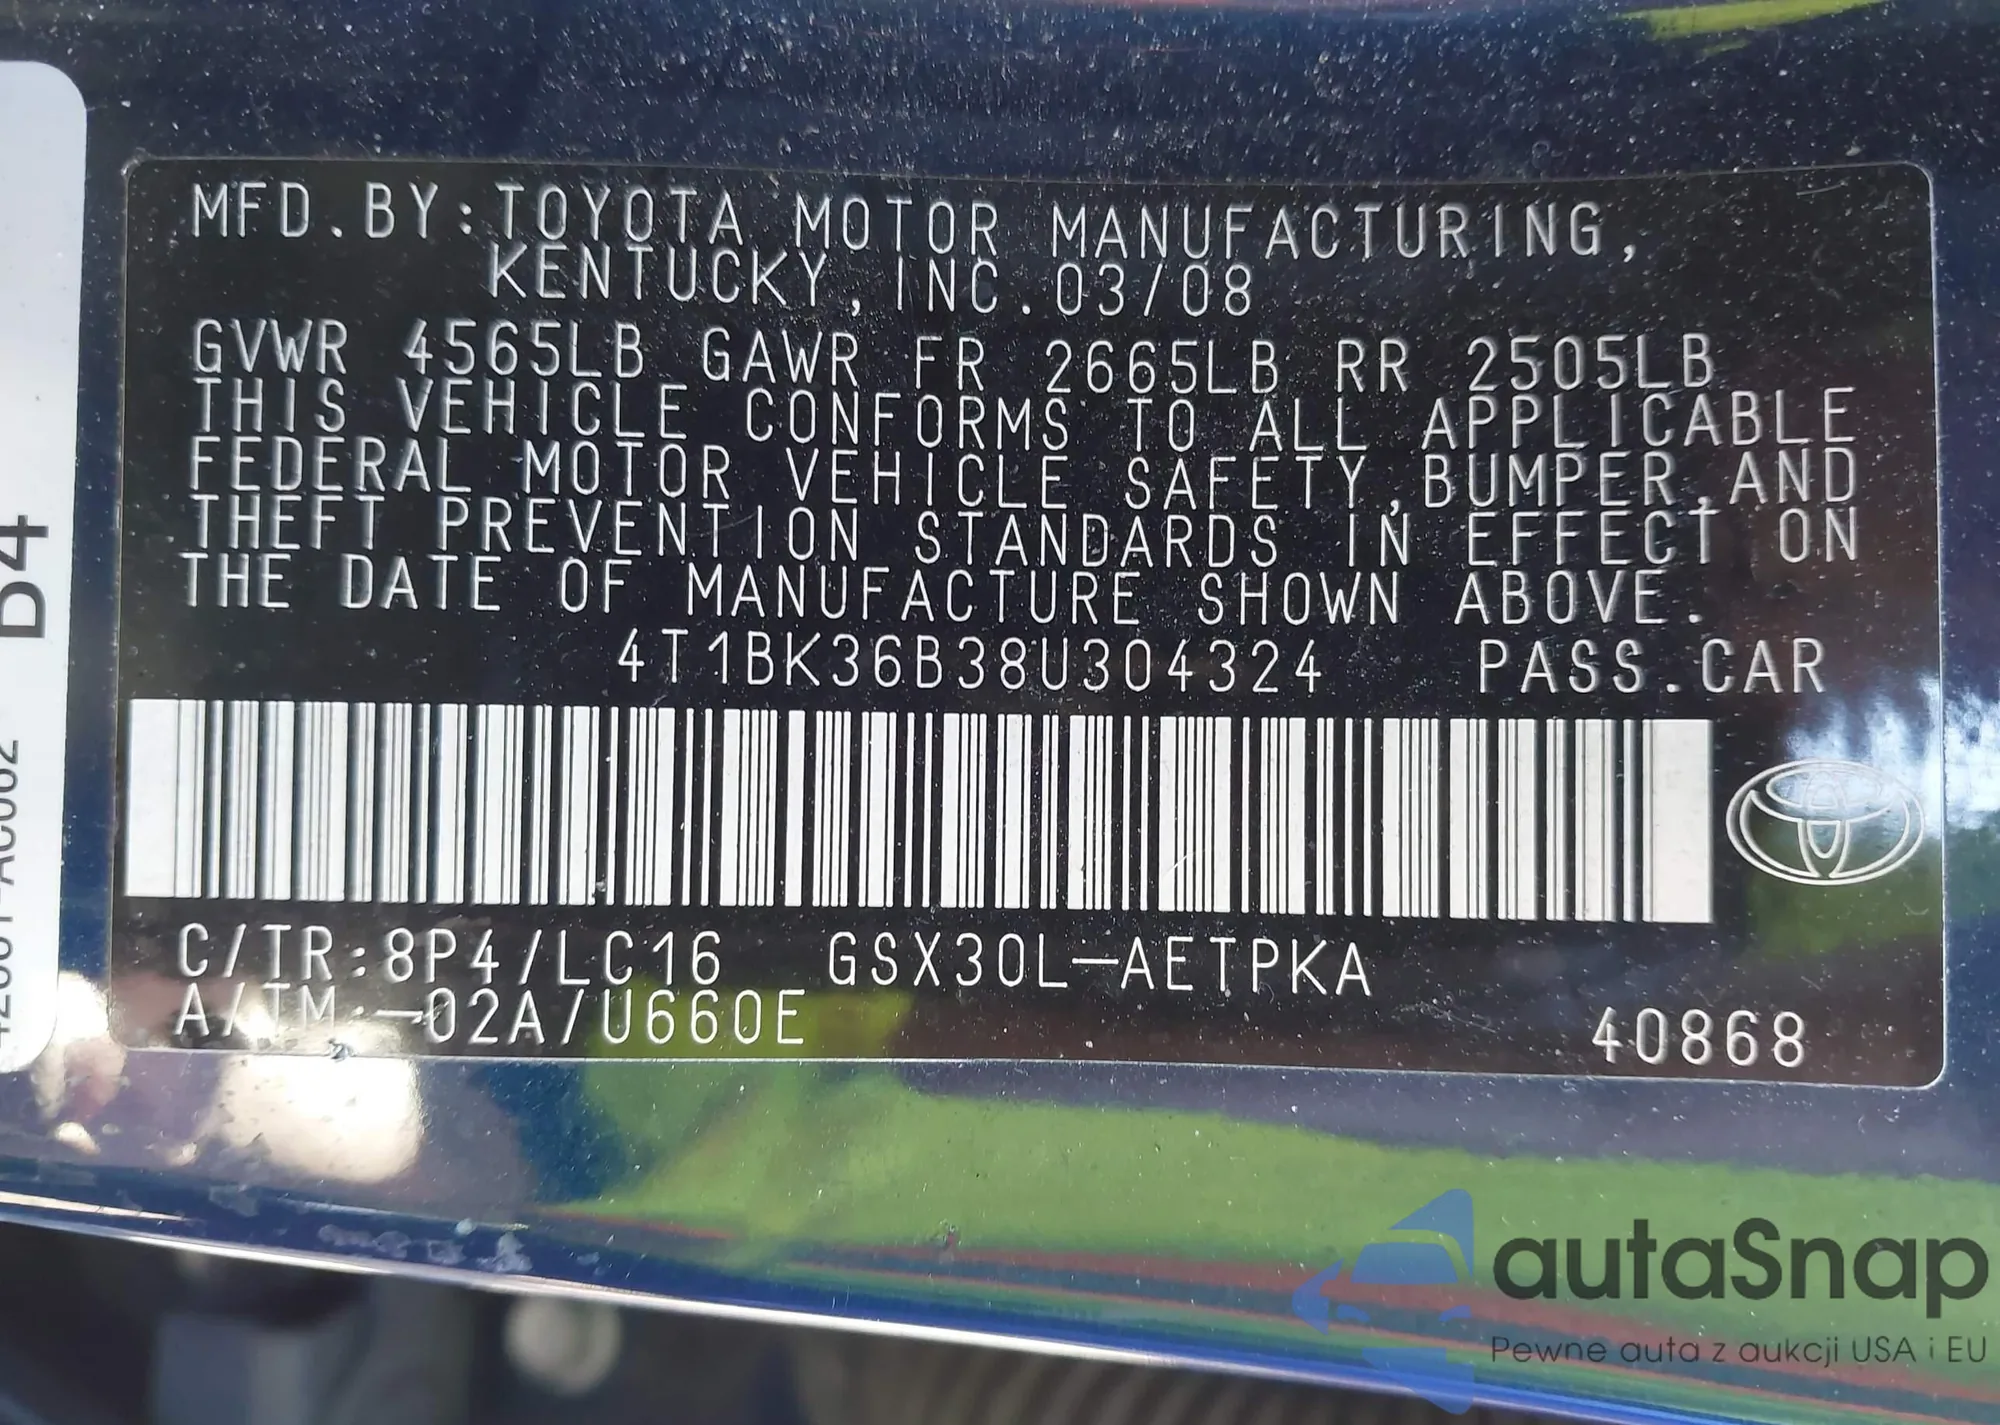 MFD.BY:TOYOTA MOTOR MANUFACTURING,
KENTUCKY, INC.03/08
GVWR 4565LB GAWR FR 2665LB RR 2505LB
THIS VEHICLE CONFORMS TO ALL APPLICABLE
FEDERAL MOTOR VEHICLE SAFETY,BUMPER,AND
THEFT PREVENTION STANDARDS IN EFFECT ON
THE DATE OF MANUFACTURE SHOWN ABOVE.
4T1BK36B38U304324 PASS.CAR
C/TR:8P4/LC16 GSX30L-AETPKA
A/TM:-02A/U660E
40868
autaSnap
Pewne auta z aukcji USA i EU